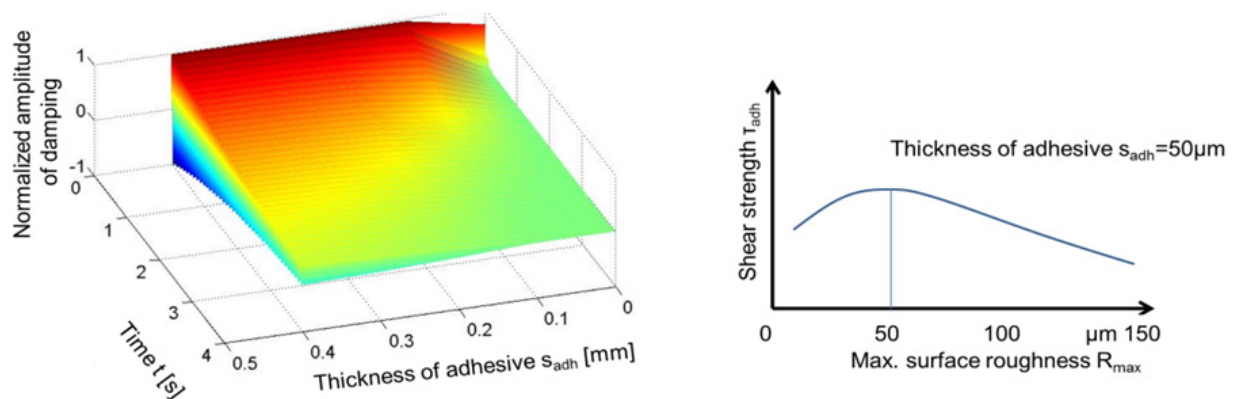 Normalized amplitude
of damping
1
0
-1
0
1
2
3
4
Time t [s]
0.5
0.4
0.3
0.2
0.1
0
Thickness of adhesive sadh [mm]
Shear strength τadh
Thickness of adhesive sadh=50µm
0 50 100 µm 150
Max. surface roughness Rmax